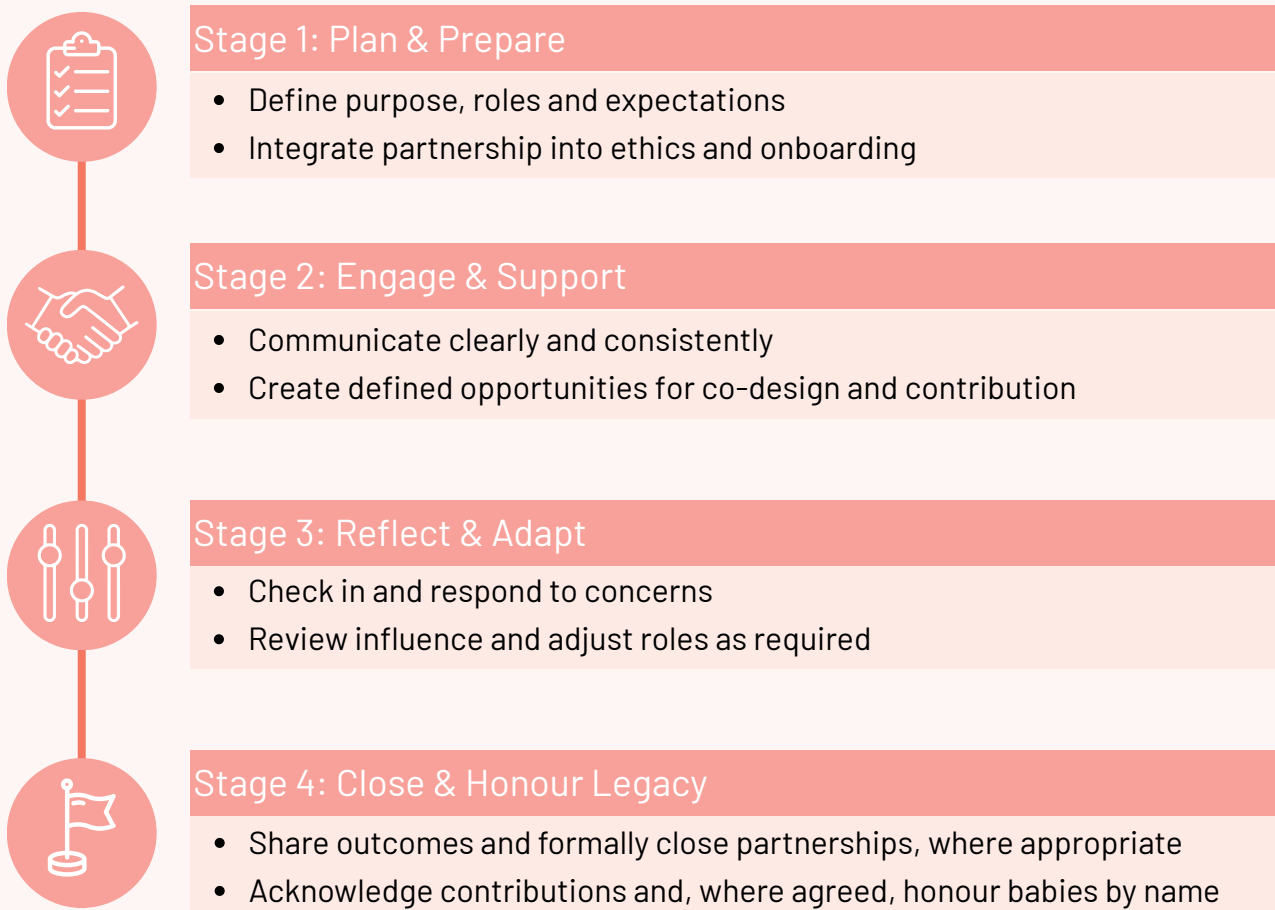 Stage 1: Plan & Prepare
• Define purpose, roles and expectations
• Integrate partnership into ethics and onboarding
Stage 2: Engage & Support
• Communicate clearly and consistently
• Create defined opportunities for co-design and contribution
Stage 3: Reflect & Adapt
• Check in and respond to concerns
• Review influence and adjust roles as required
Stage 4: Close & Honour Legacy
• Share outcomes and formally close partnerships, where appropriate
• Acknowledge contributions and, where agreed, honour babies by name